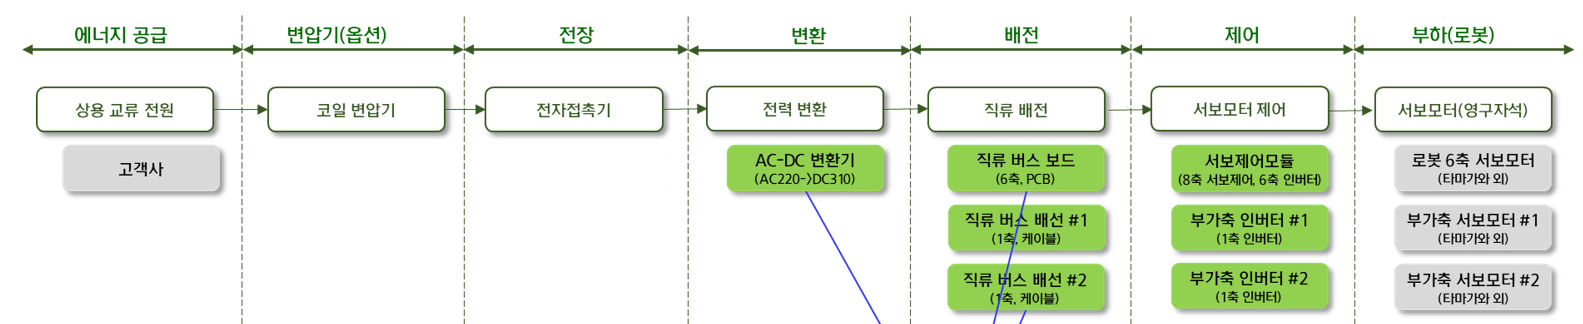 에너지 공급
변압기(옵션)
전장
변환
배전
제어
부하(로봇)
상용 교류 전원
코일 변압기
전자접촉기
전력 변환
직류 배전
서보모터 제어
서보모터(영구자석)
고객사
AC-DC 변환기
(AC220->DC310)
직류 버스 보드
(6축, PCB)
서보제어모듈
(8축 서보제어, 6축 인버터)
로봇 6축 서보모터
(타마가와 외)
직류 버스 배선 #1
(1축, 케이블)
부가축 인버터 #1
(1축 인버터)
부가축 서보모터 #1
(타마가와 외)
직류 버스 배선 #2
(1축, 케이블)
부가축 인버터 #2
(1축 인버터)
부가축 서보모터 #2
(타마가와 외)